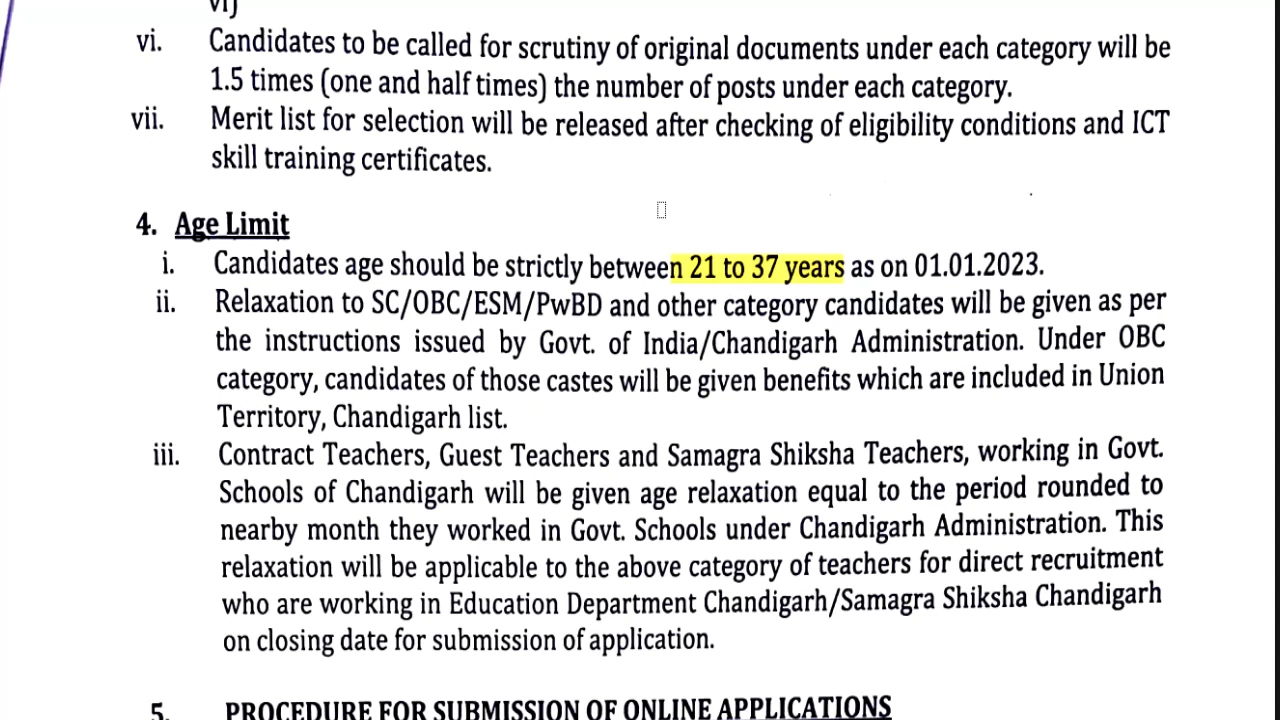 vi. Candidates to be called for scrutiny of original documents under each category will be
1.5 times (one and half times) the number of posts under each category.
vii. Merit list for selection will be released after checking of eligibility conditions and ICT
skill training certificates.
4. Age Limit
i. Candidates age should be strictly between 21 to 37 years as on 01.01.2023.
ii. Relaxation to SC/OBC/ESM/PwBD and other category candidates will be given as per
the instructions issued by Govt. of India/Chandigarh Administration. Under OBC
category, candidates of those castes will be given benefits which are included in Union
Territory, Chandigarh list.
iii. Contract Teachers, Guest Teachers and Samagra Shiksha Teachers, working in Govt.
Schools of Chandigarh will be given age relaxation equal to the period rounded to
nearby month they worked in Govt. Schools under Chandigarh Administration. This
relaxation will be applicable to the above category of teachers for direct recruitment
who are working in Education Department Chandigarh/Samagra Shiksha Chandigarh
on closing date for submission of application.
5. PROCEDURE FOR SUBMISSION OF ONLINE APPLICATIONS